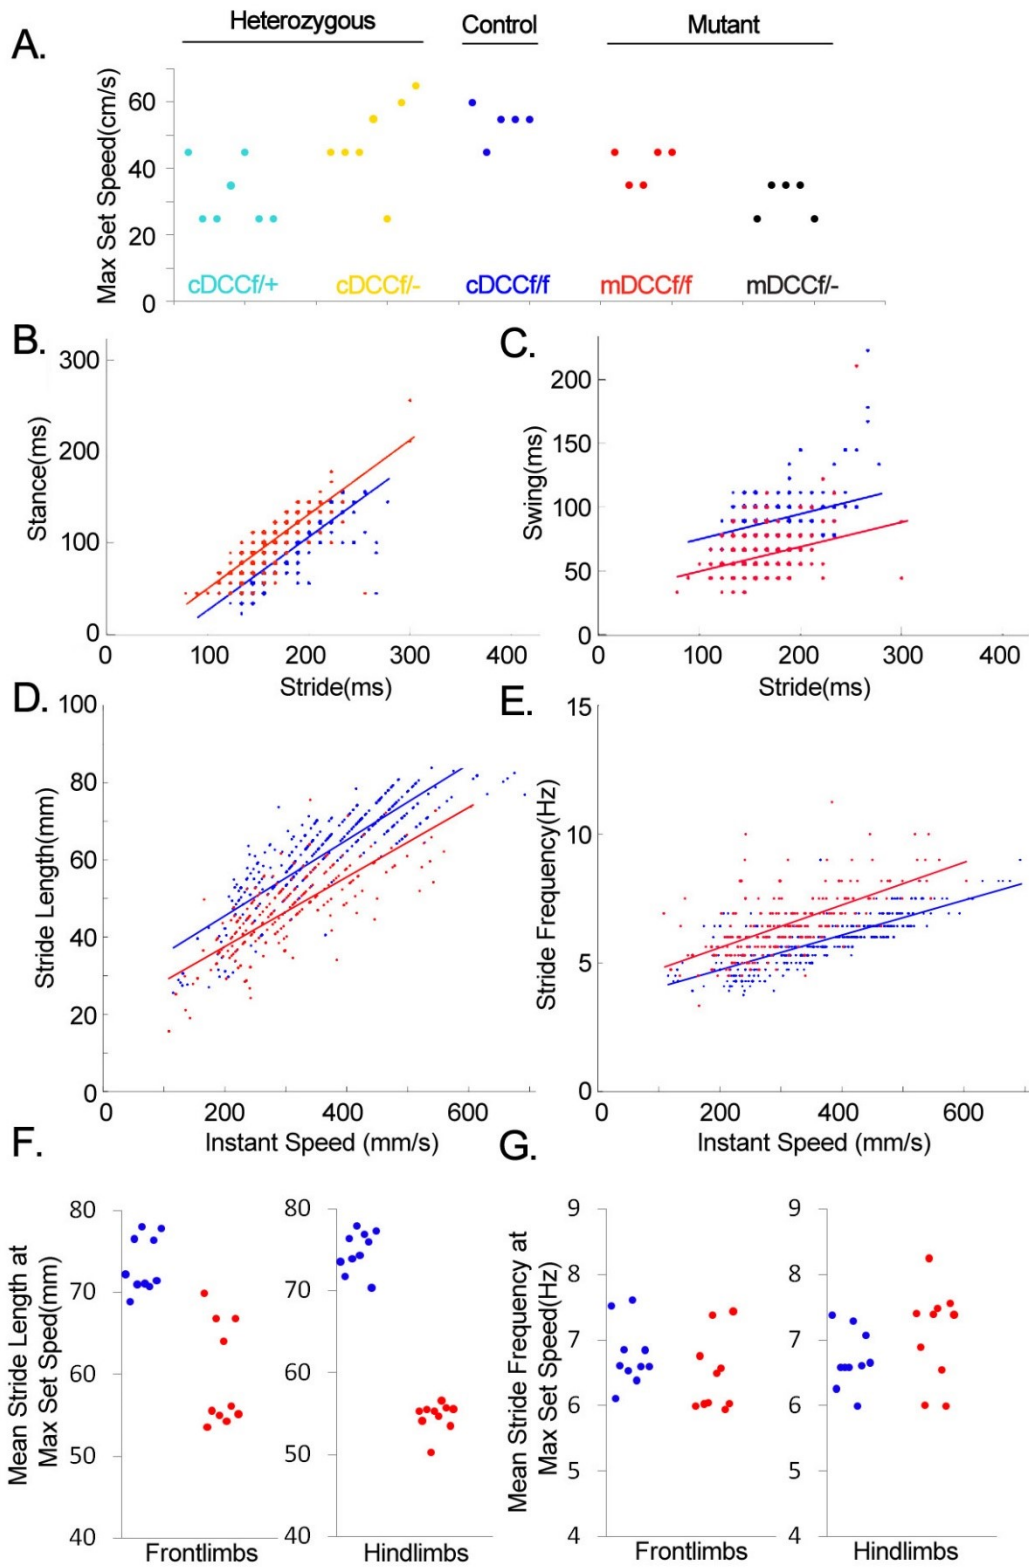 A.
Heterozygous Control Mutant
Max Set Speed(cm/s)
60
40
20
0
cDCCf/+ cDCCf/- cDCCf/f mDCCf/f mDCCf/-
B.
Stance(ms)
300
200
100
0
100 200 300 400
Stride(ms)
C.
Swing(ms)
200
150
100
50
0
0 100 200 300 400
Stride(ms)
D.
Stride Length(mm)
100
80
60
40
20
0
0 200 400 600
Instant Speed (mm/s)
E.
Stride Frequency(Hz)
15
10
5
0
0 200 400 600
Instant Speed (mm/s)
F.
Mean Stride Length at
Max Set Sped(mm)
80
70
60
50
40
Frontlimbs
80
70
60
50
40
Hindlimbs
G.
Mean Stride Frequency at
Max Set Speed(Hz)
9
8
7
6
5
4
Frontlimbs
9
8
7
6
5
4
Hindlimbs